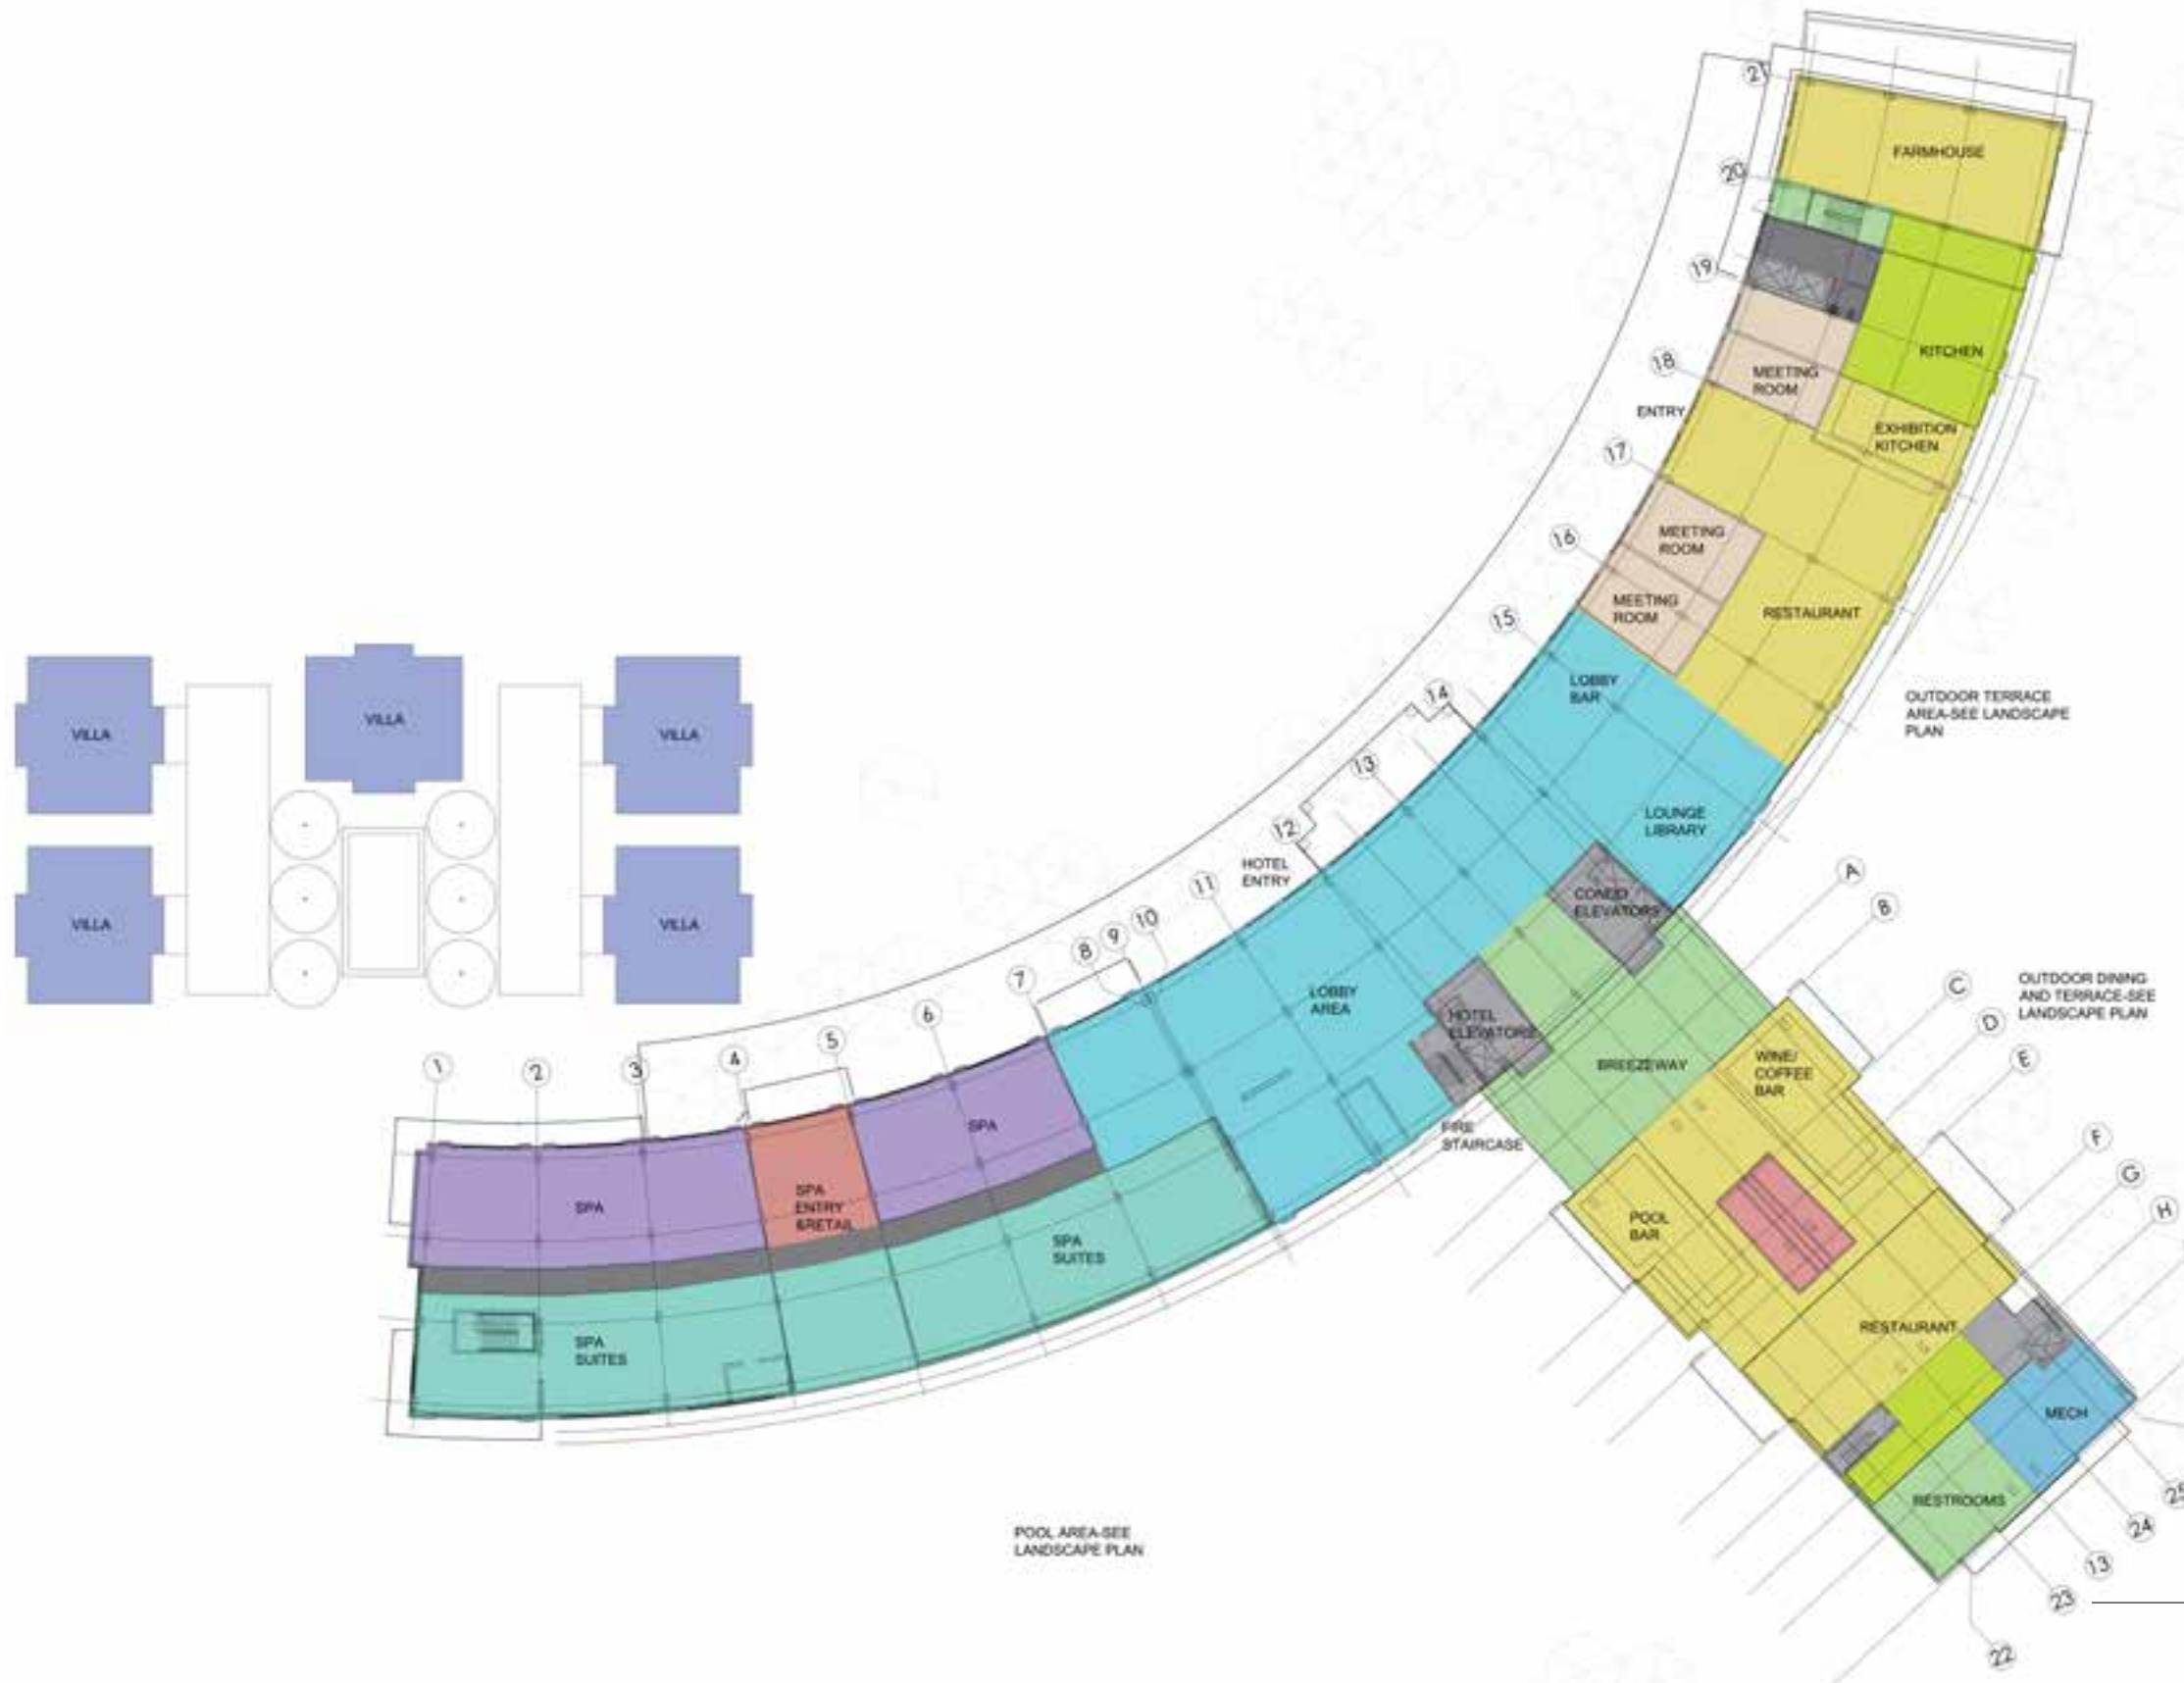 21
FARMHOUSE
20
19
KITCHEN
18
MEETING
ROOM
ENTRY
EXHIBITION
KITCHEN
17
MEETING
ROOM
16
MEETING
ROOM
RESTAURANT
15
LOBBY
BAR
OUTDOOR TERRACE
AREA-SEE LANDSCAPE
PLAN
14
VILLA
VILLA
VILLA
13
LOUNGE
LIBRARY
12
HOTEL
ENTRY
11
CONDO
ELEVATORS
A
B
VILLA
VILLA
10
9
8
7
LOBBY
AREA
HOTEL
ELEVATORS
C
OUTDOOR DINING
AND TERRACE-SEE
LANDSCAPE PLAN
D
E
6
5
4
3
2
1
BREEZEWAY
WINE/
COFFEE
BAR
SPA
FIRE
STAIRCASE
F
G
H
SPA
SPA
ENTRY
&RETAIL
POOL
BAR
SPA
SUITES
RESTAURANT
SPA
SUITES
MECH
RESTROOMS
POOL AREA-SEE
LANDSCAPE PLAN
25
24
13
23
22